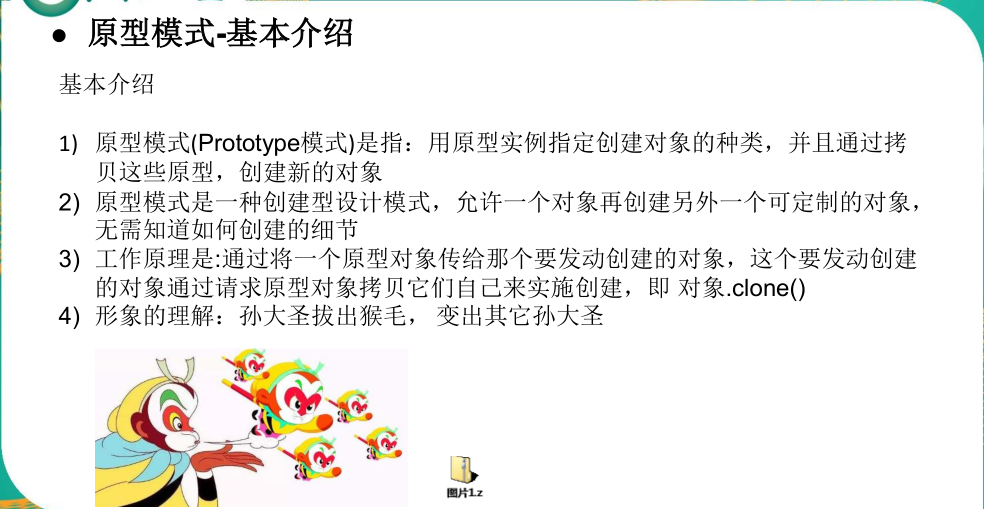 ● 原型模式-基本介绍
基本介绍
1) 原型模式(Prototype模式)是指：用原型实例指定创建对象的种类，并且通过拷
贝这些原型，创建新的对象
2) 原型模式是一种创建型设计模式，允许一个对象再创建另外一个可定制的对象，
无需知道如何创建的细节
3) 工作原理是:通过将一个原型对象传给那个要发动创建的对象，这个要发动创建
的对象通过请求原型对象拷贝它们自己来实施创建，即 对象.clone()
4) 形象的理解：孙大圣拔出猴毛， 变出其它孙大圣
图片1.z